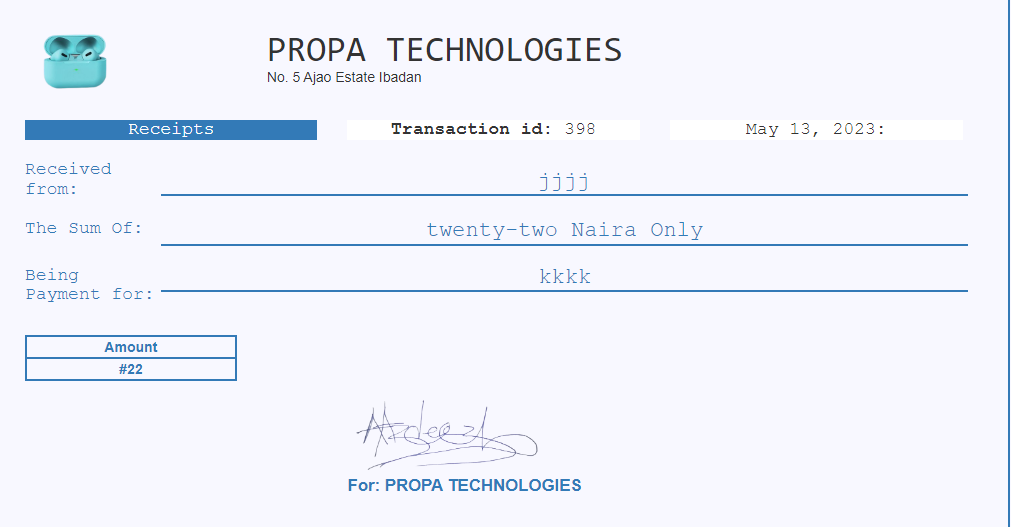 PROPA TECHNOLOGIES
No. 5 Ajao Estate Ibadan
Receipts
Transaction id: 398
May 13, 2023:
Received
from:
jjjj
The Sum Of:
twenty-two Naira Only
Being
Payment for:
kkkk
Amount
#22
For: PROPA TECHNOLOGIES